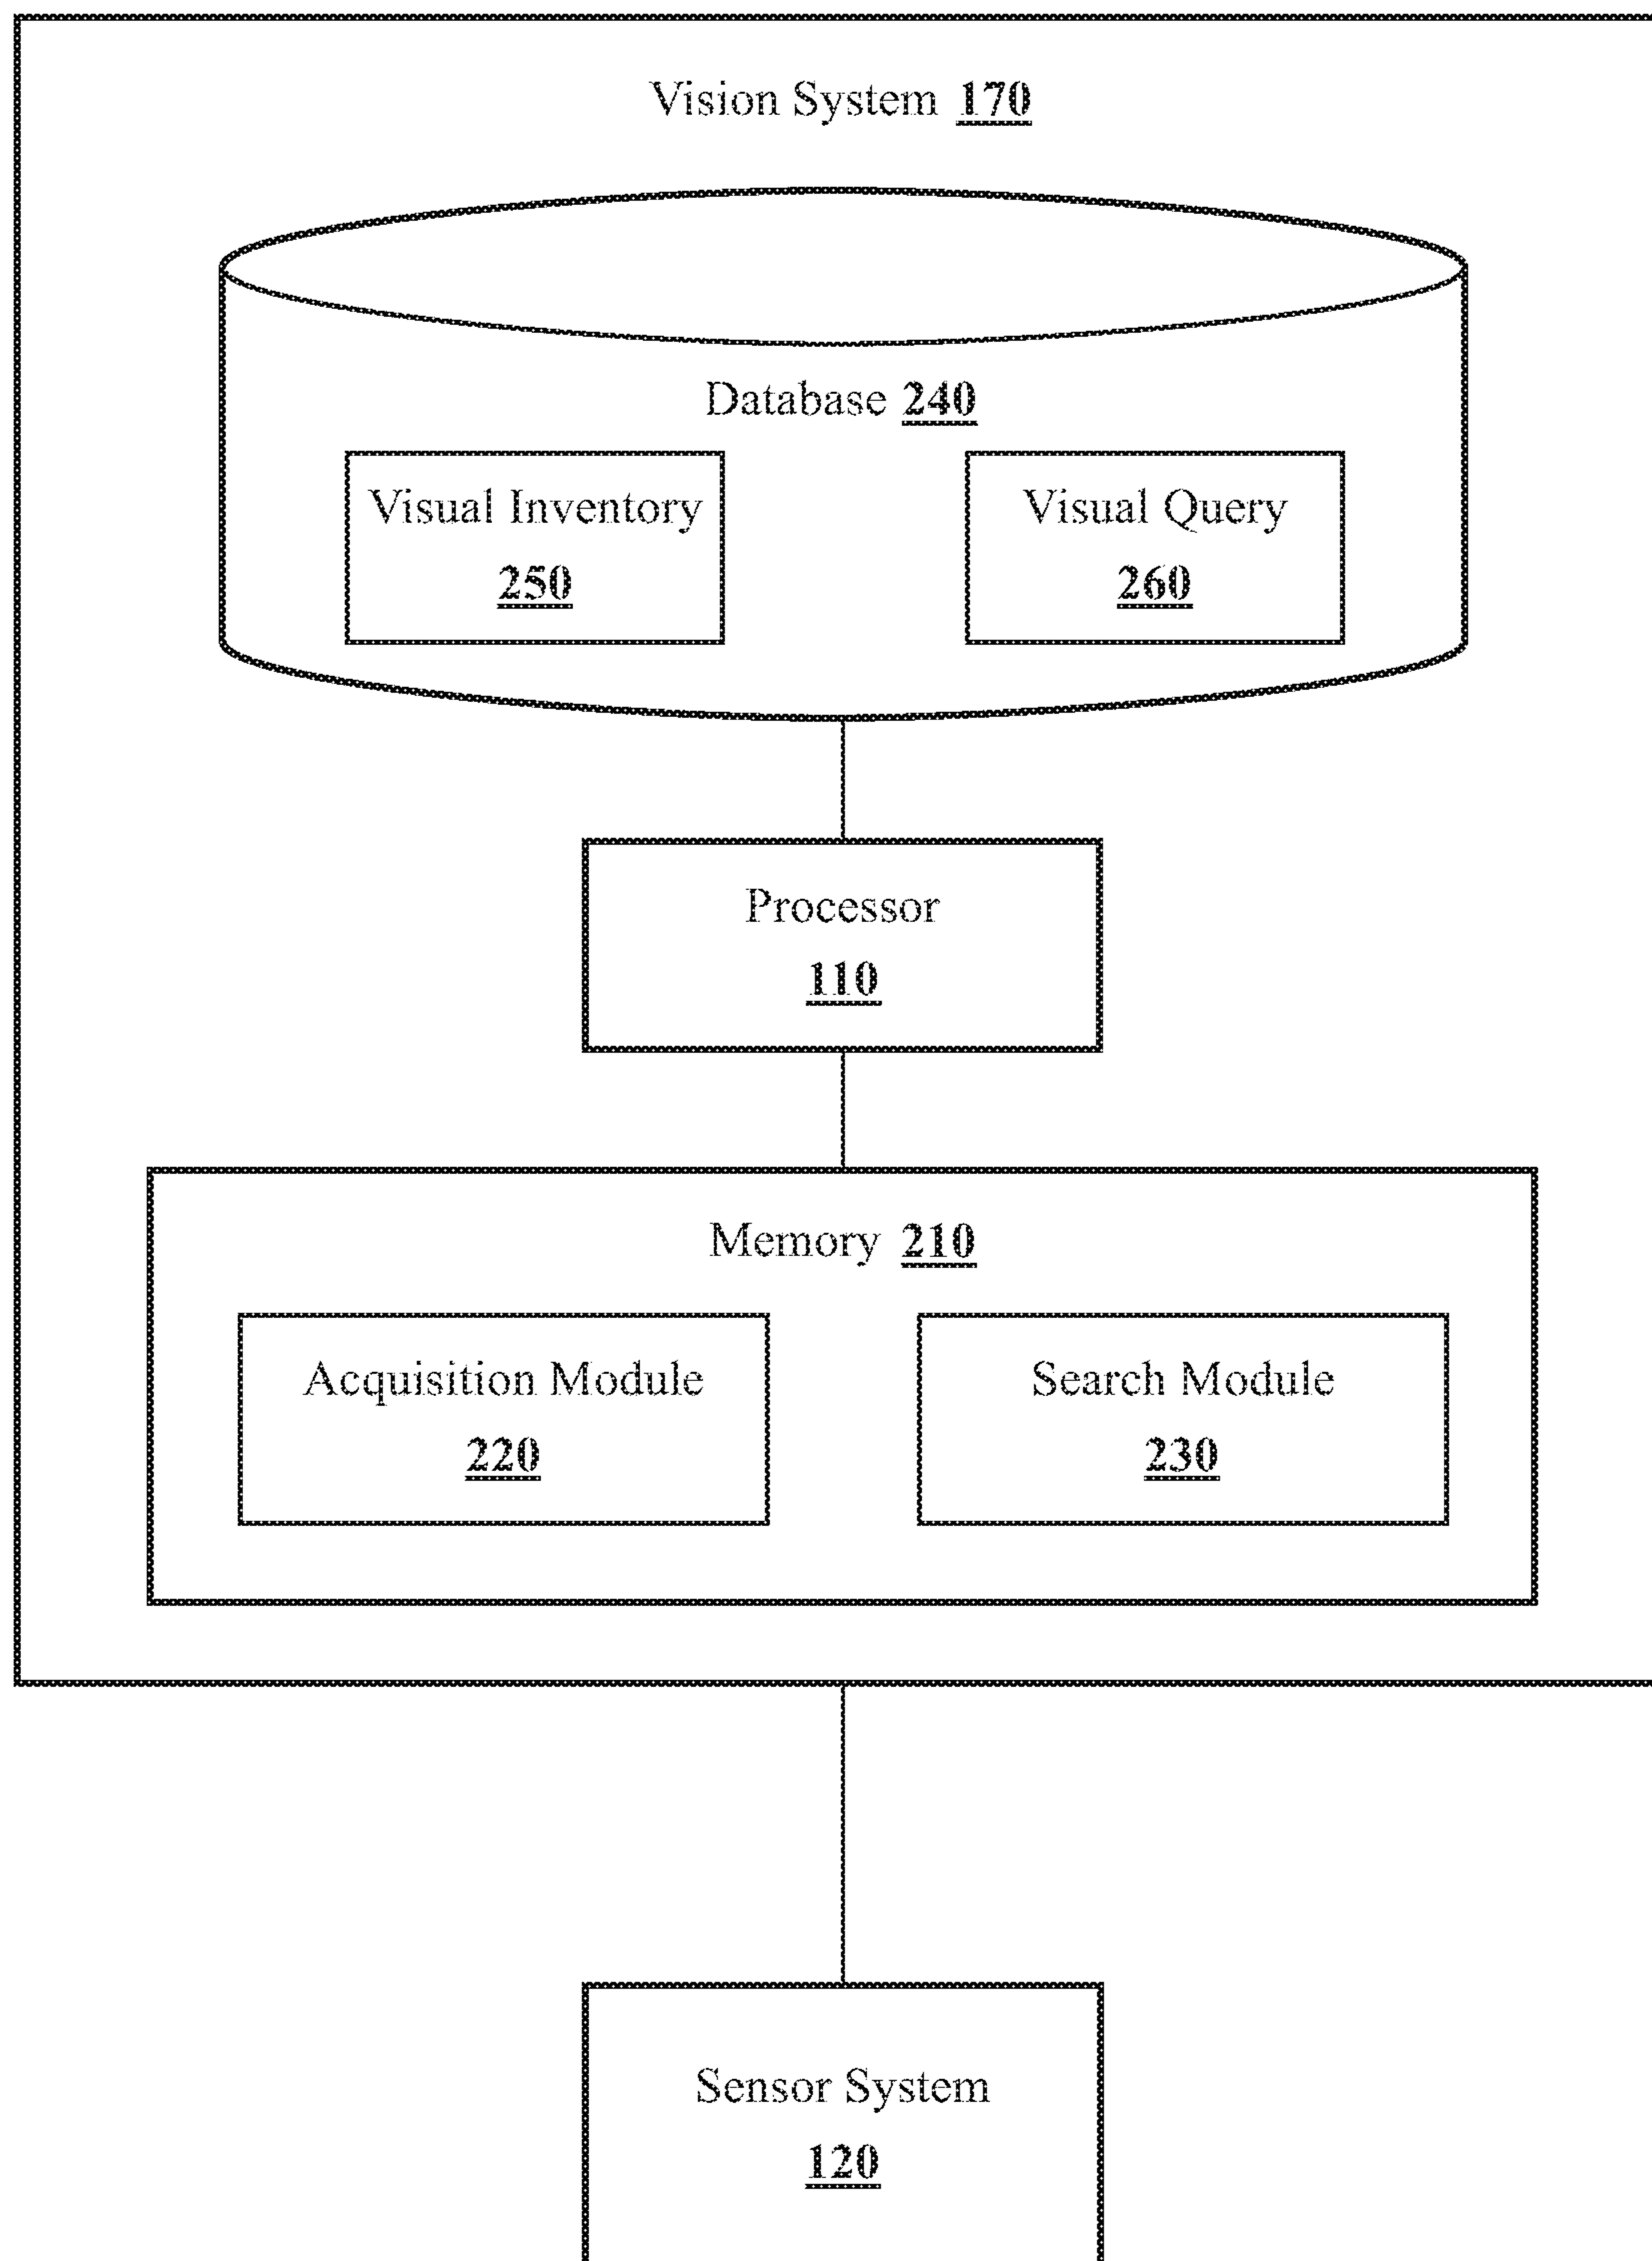 Vision System 170
Database 240
Visual Inventory
250
Visual Query
260
Processor
110
Memory 210
Acquisition Module
220
Search Module
230
Sensor System
120